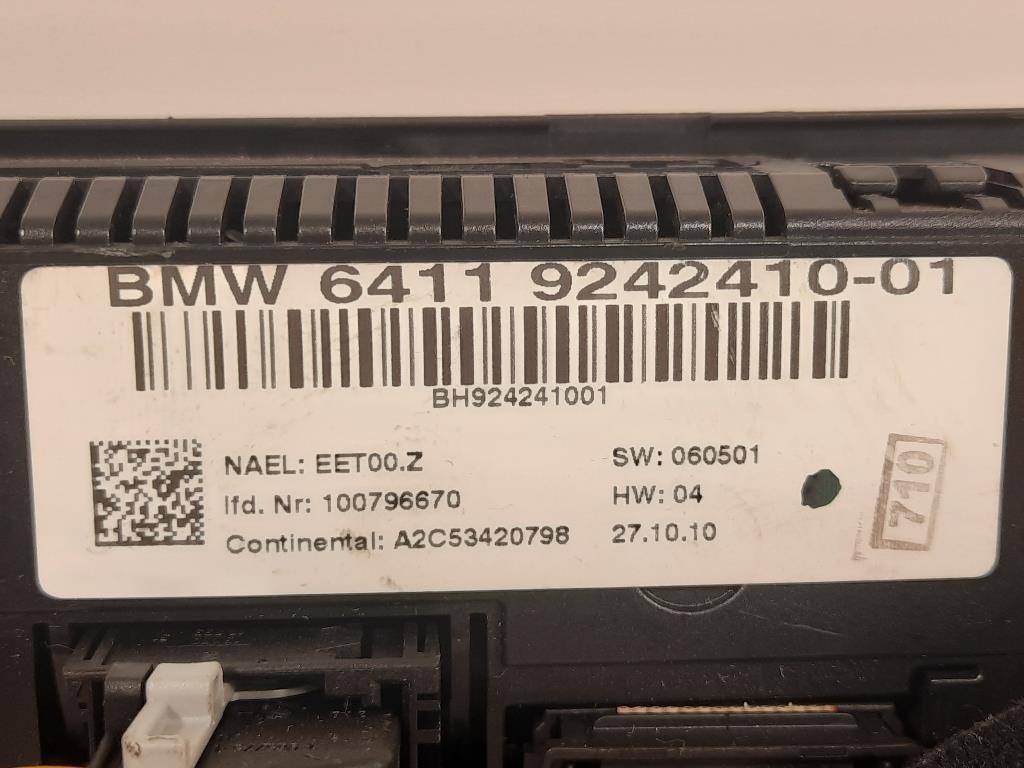 BMW 6411 9242410-01
BH924241001
NAEL: EET00.Z
lfd. Nr: 100796670
Continental: A2C53420798
SW: 060501
HW: 04
27.10.10
710